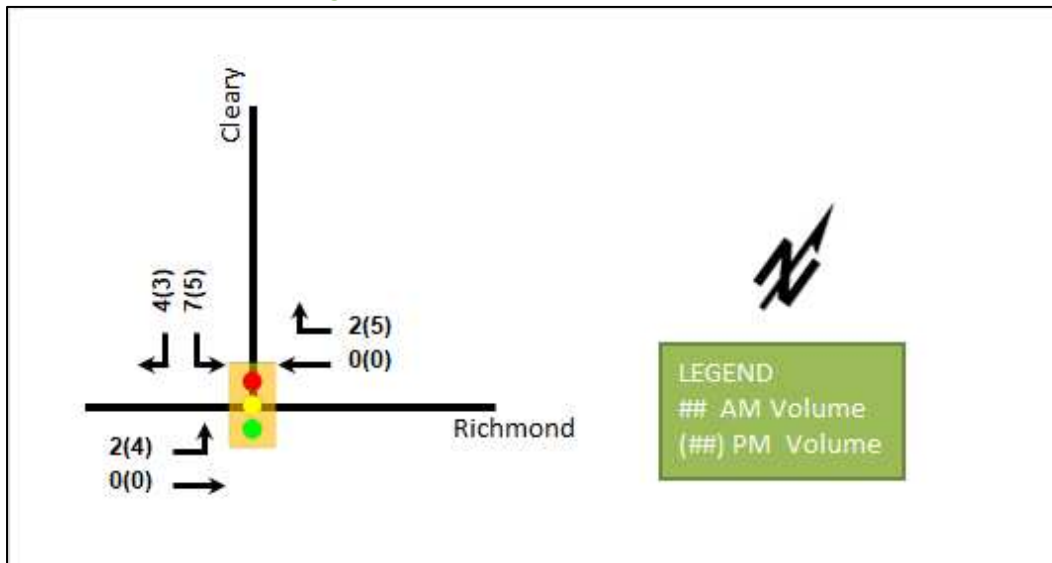 Cleary
4(3)
7(5)
2(5)
0(0)
Richmond
2(4)
0(0)
N
LEGEND
## AM Volume
(##) PM Volume